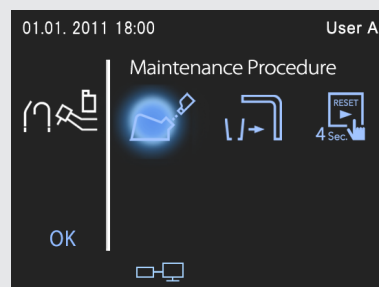 01.01. 2011 18:00 User A
Maintenance Procedure
RESET
4 Sec.
OK